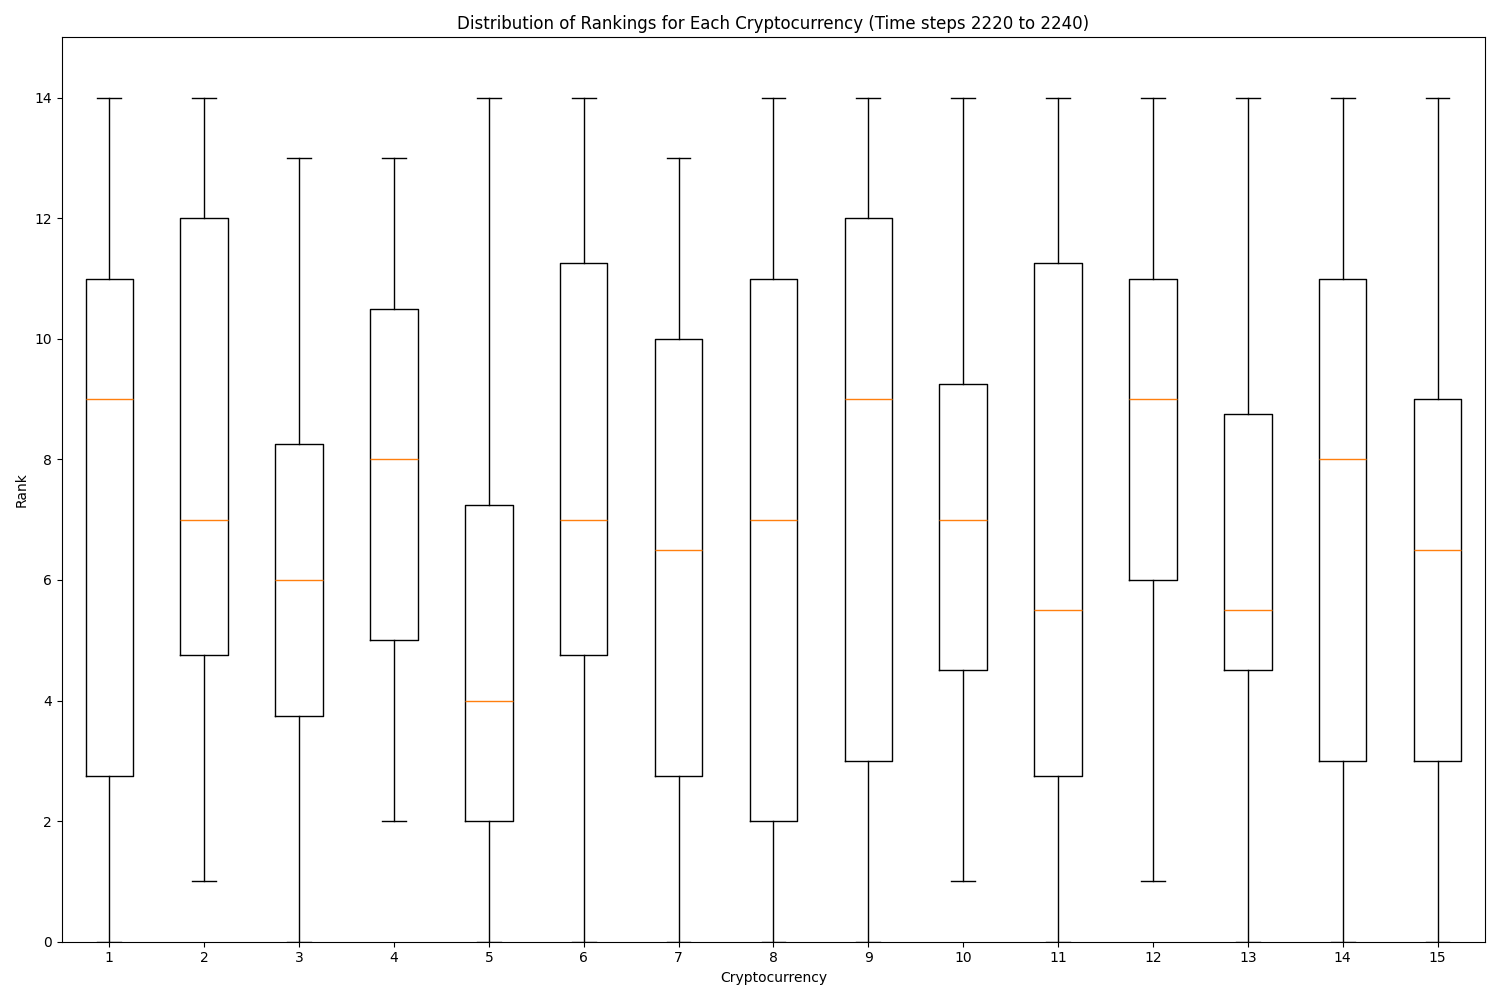 Distribution of Rankings for Each Cryptocurrency (Time steps 2220 to 2240)
Rank
14
12
10
8
6
4
2
0
1 2 3 4 5 6 7 8 9 10 11 12 13 14 15
Cryptocurrency